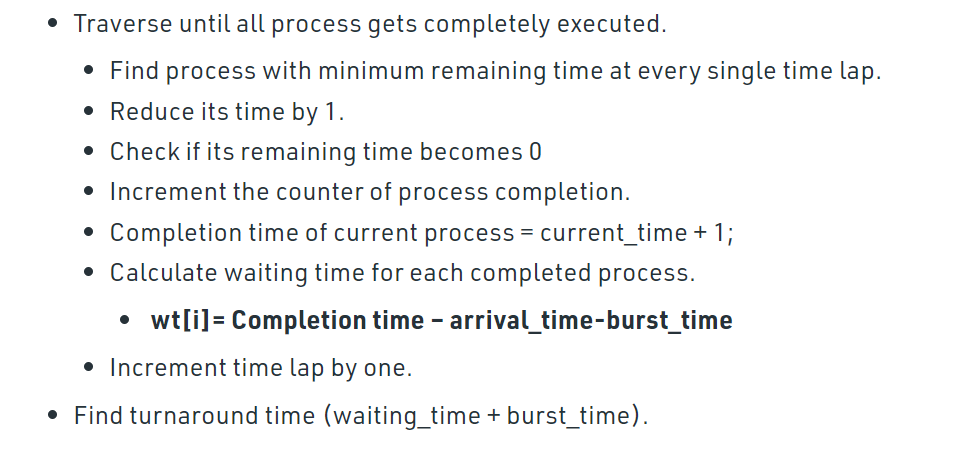 • Traverse until all process gets completely executed.
• Find process with minimum remaining time at every single time lap.
• Reduce its time by 1.
• Check if its remaining time becomes 0
• Increment the counter of process completion.
• Completion time of current process = current_time + 1;
• Calculate waiting time for each completed process.
• wt[i]= Completion time – arrival_time-burst_time
• Increment time lap by one.
• Find turnaround time (waiting_time + burst_time).